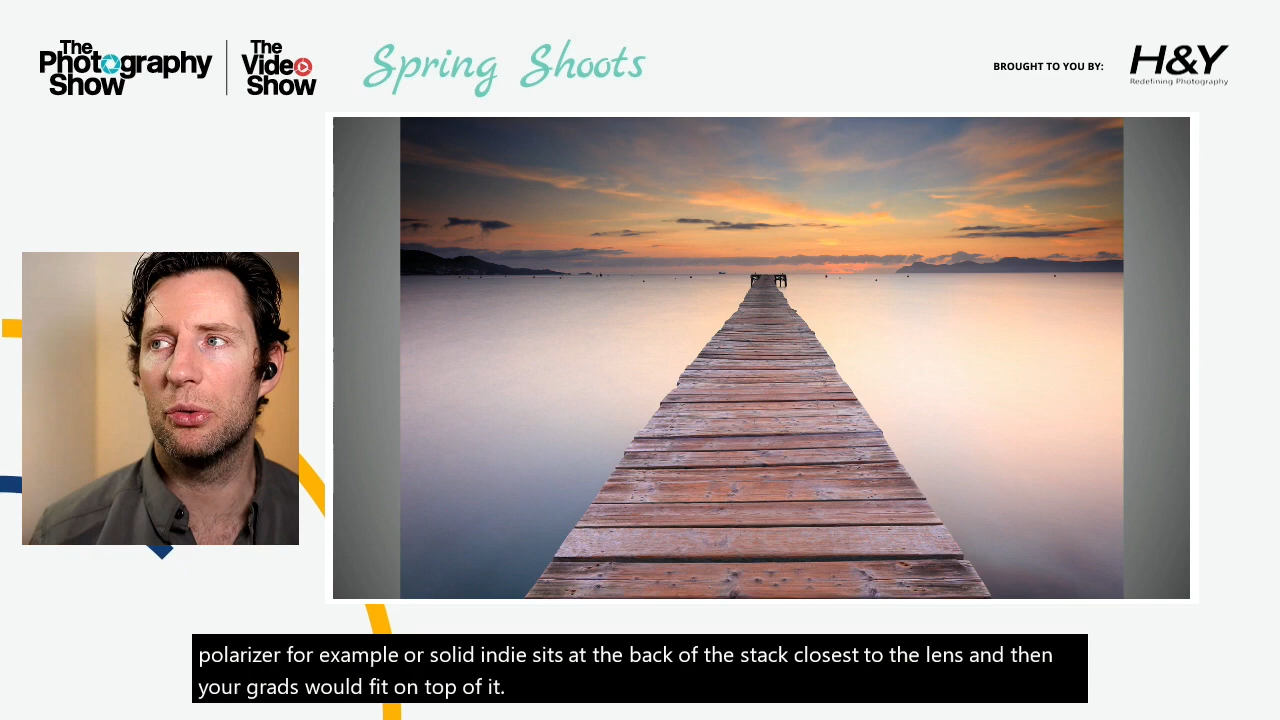 The
Photography
Show
The
Video
Show
Spring Shoots
BROUGHT TO YOU BY:
H&Y
Redefining Photography
polarizer for example or solid indie sits at the back of the stack closest to the lens and then
your grads would fit on top of it.